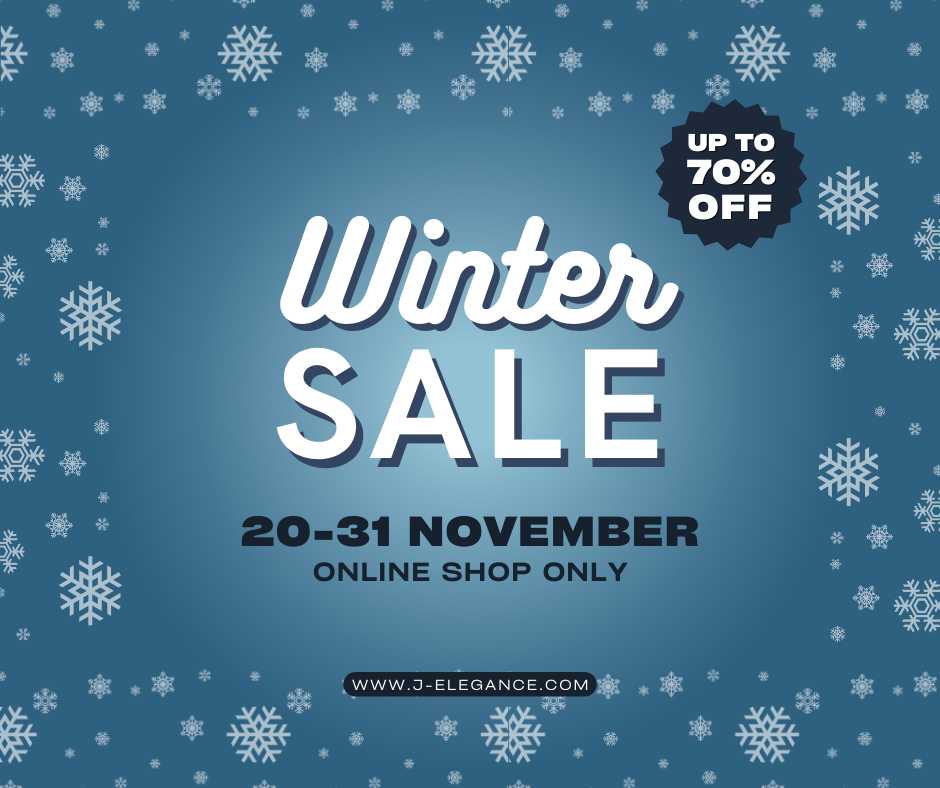 UP TO
70%
OFF
Winter
SALE
20-31 NOVEMBER
ONLINE SHOP ONLY
WWW.J-ELEGANCE.COM